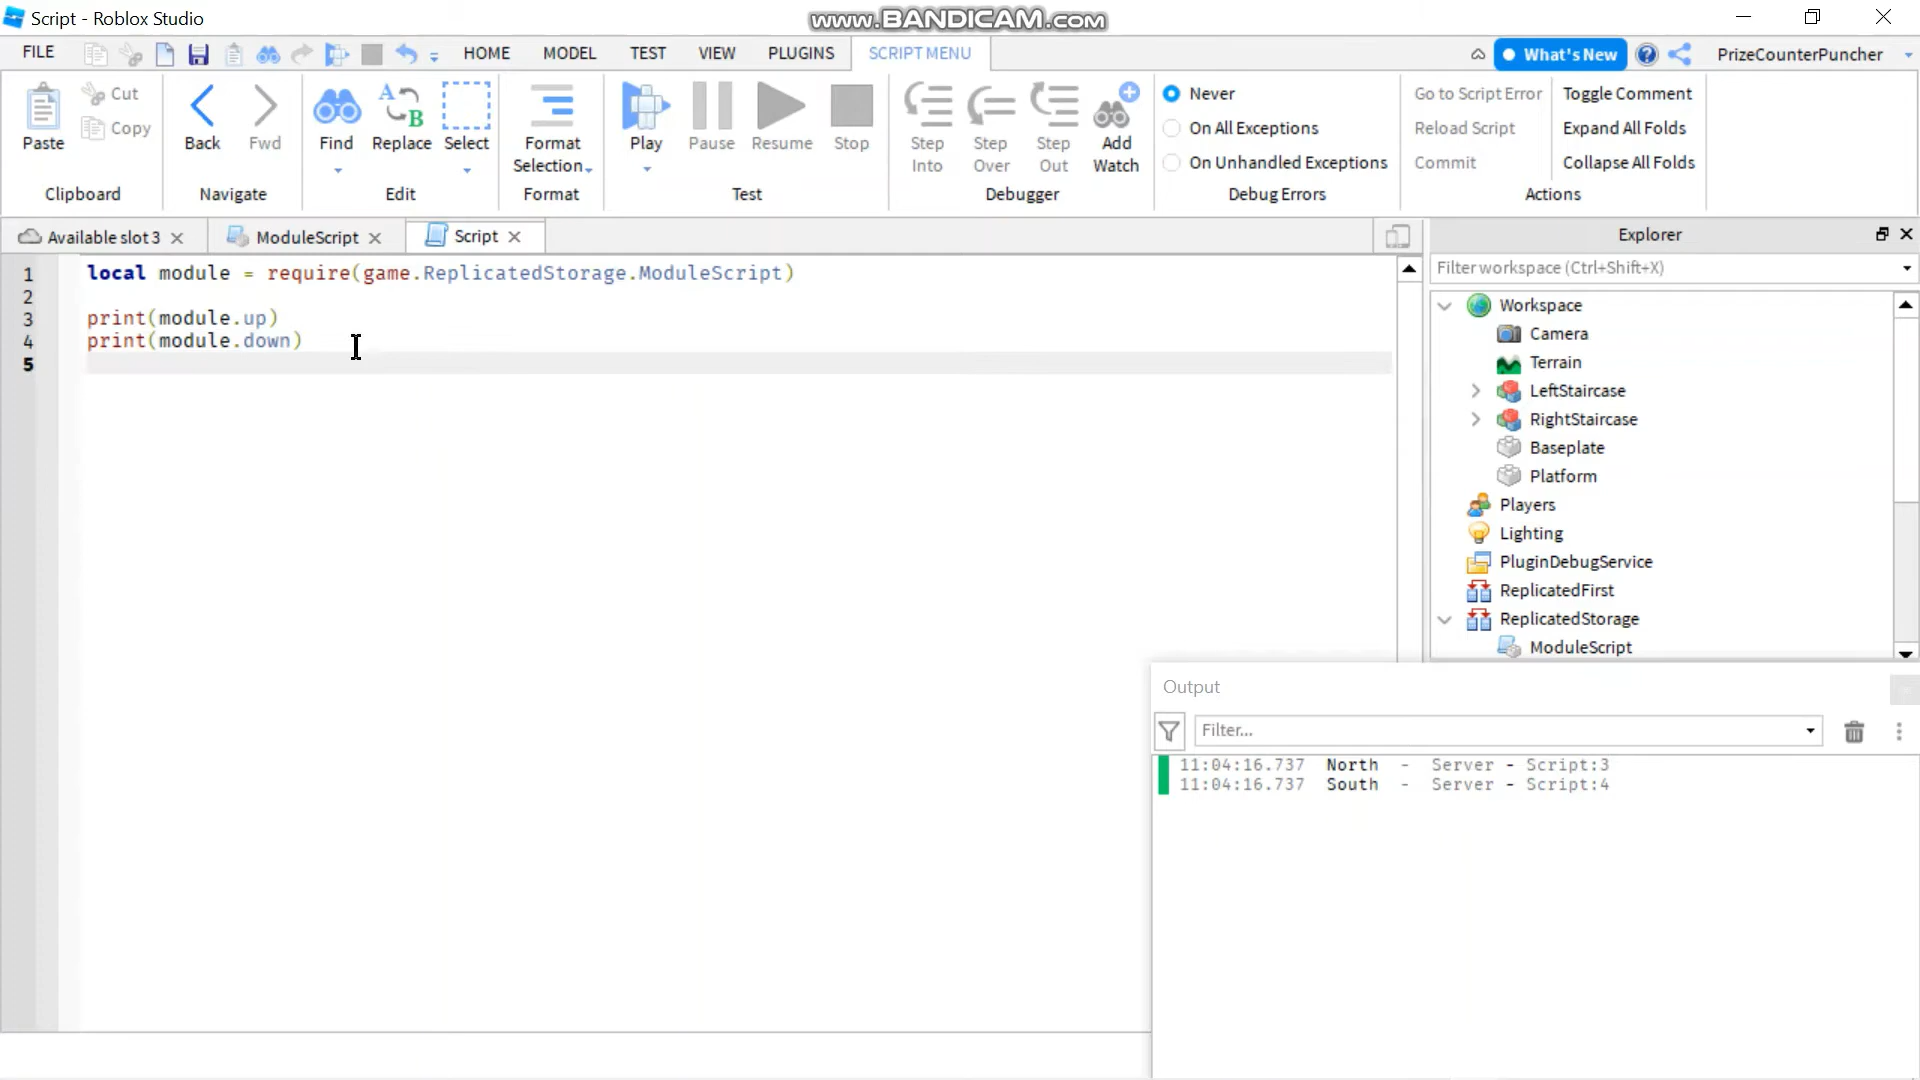 Script - Roblox Studio
www.BANDICAM.com
FILE
HOME
MODEL
TEST
VIEW
PLUGINS
SCRIPT MENU
What's New
PrizeCounterPuncher
Paste
Cut
Copy
Clipboard
Back
Fwd
Navigate
Find
Replace
Select
Edit
Format
Selection
Format
Play
Pause
Resume
Stop
Test
Step
Into
Step
Over
Step
Out
Add
Watch
Debugger
Never
On All Exceptions
On Unhandled Exceptions
Debug Errors
Go to Script Error
Reload Script
Commit
Toggle Comment
Expand All Folds
Collapse All Folds
Actions
Available slot 3
ModuleScript
Script
1 local module = require(game.ReplicatedStorage.ModuleScript)
2
3 print(module.up)
4 print(module.down)
5
Explorer
Filter workspace (Ctrl+Shift+X)
Workspace
Camera
Terrain
LeftStaircase
RightStaircase
Baseplate
Platform
Players
Lighting
PluginDebugService
ReplicatedFirst
ReplicatedStorage
ModuleScript
Output
Filter...
11:04:16.737 North - Server - Script:3
11:04:16.737 South - Server - Script:4